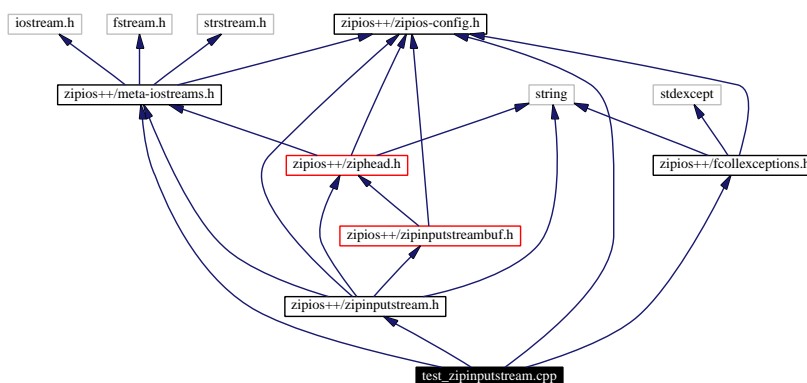 iostream.h
fstream.h
strstream.h
zipios++/zipios-config.h
zipios++/meta-iostreams.h
string
stdexcept
zipios++/ziphead.h
zipios++/fcollexceptions.h
zipios++/zipinputstreambuf.h
zipios++/zipinputstream.h
test_zipinputstream.cpp